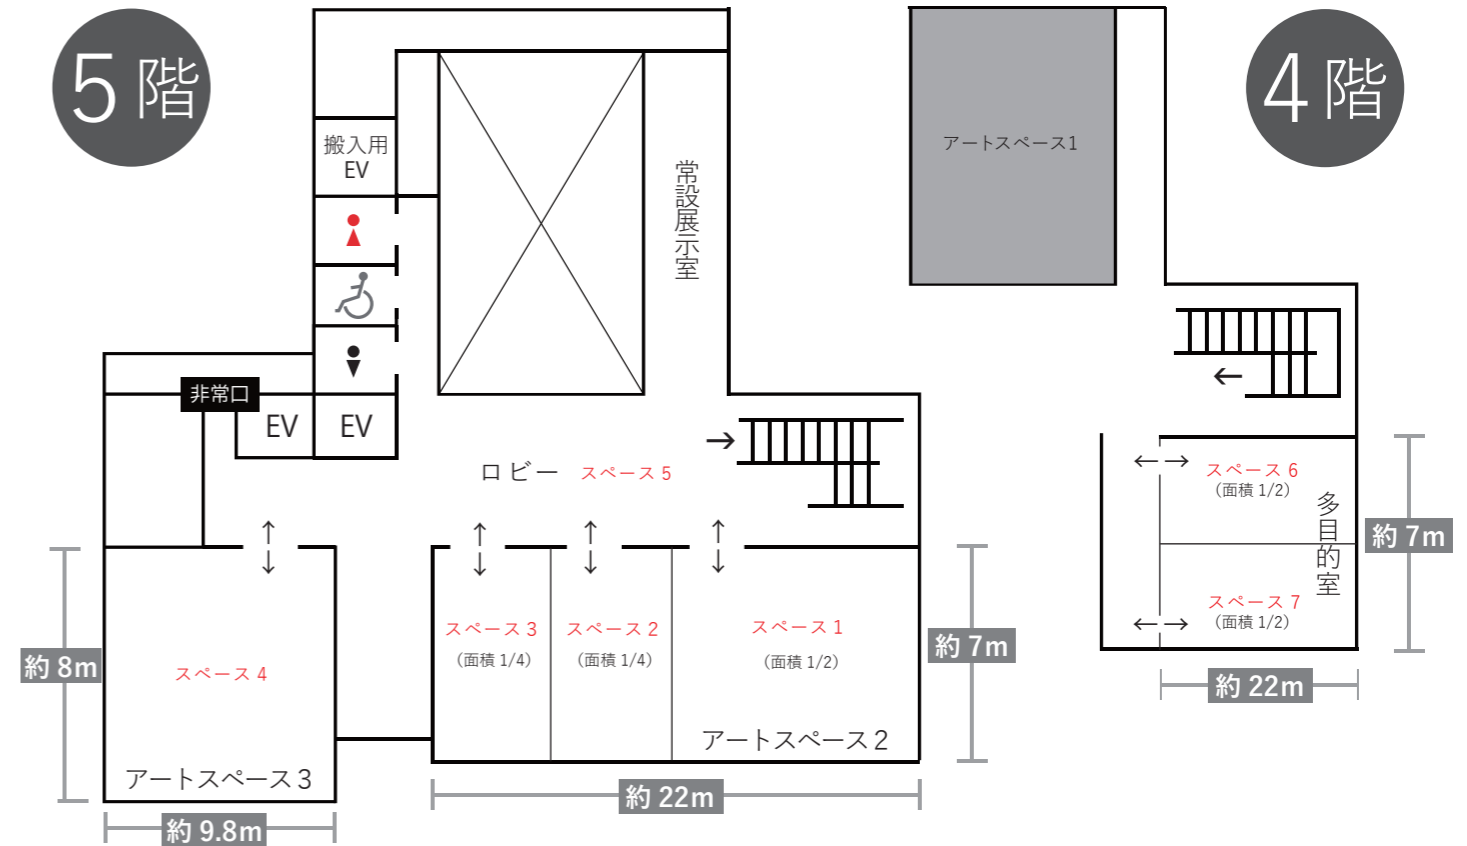 5階
搬入用
EV
常設展示室
非常口
EV
EV
ロビー
スペース 5
約 8m
スペース 4
アートスペース3
約 9.8m
スペース 3
(面積 1/4)
スペース 2
(面積 1/4)
スペース 1
(面積 1/2)
アートスペース2
約 7m
約 22m
アートスペース1
4階
スペース 6
(面積 1/2)
多目的室
スペース 7
(面積 1/2)
約 7m
約 22m